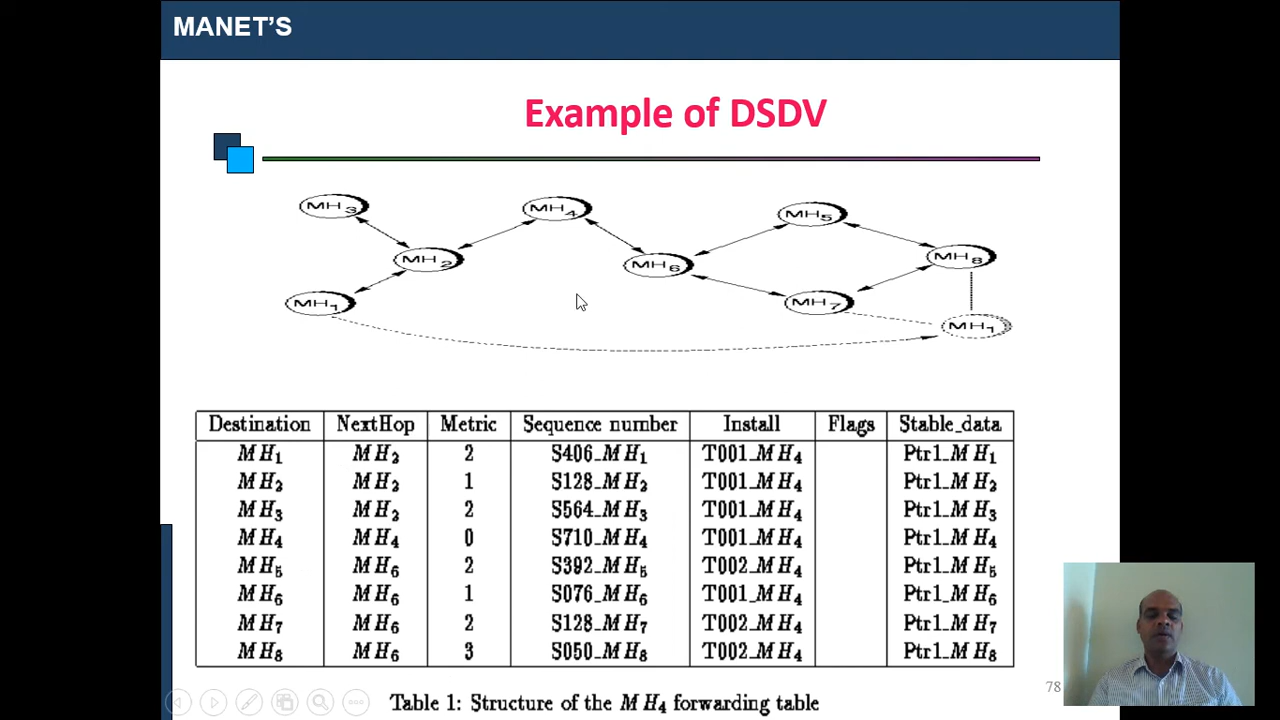 MANET'S
Example of DSDV
MH3 MH4 MH5
MH2 MH6 MH8
MH1 MH7
MH1
Destination NextHop Metric Sequence number Install Flags Stable_data
MH1 MH2 2 S406_MH1 T001_MH4 Ptr1_MH1
MH2 MH2 1 S128_MH2 T001_MH4 Ptr1_MH2
MH3 MH2 2 S564_MH3 T001_MH4 Ptr1_MH3
MH4 MH4 0 S710_MH4 T001_MH4 Ptr1_MH4
MH5 MH6 2 S392_MH5 T002_MH4 Ptr1_MH5
MH6 MH6 1 S076_MH6 T001_MH4 Ptr1_MH6
MH7 MH6 2 S128_MH7 T002_MH4 Ptr1_MH7
MH8 MH6 3 S050_MH8 T002_MH4 Ptr1_MH8
78
Table 1: Structure of the MH4 forwarding table